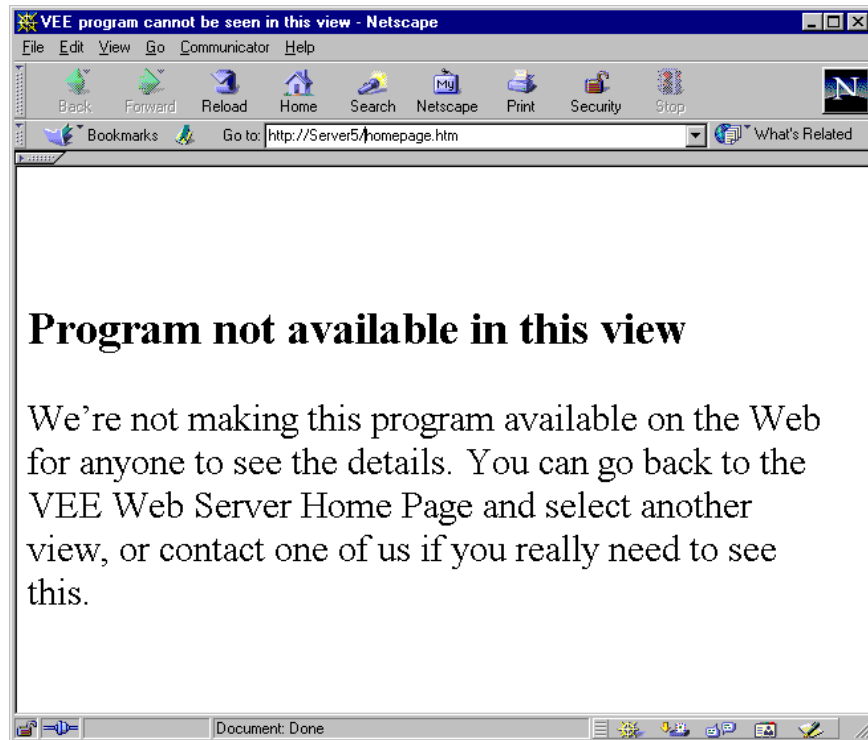 VEE program cannot be seen in this view - Netscape
File Edit View Go Communicator Help
Back Forward Reload Home Search Netscape Print Security Stop
My
N
Bookmarks Go to: http://Server5/homepage.htm What's Related
Program not available in this view
We're not making this program available on the Web
for anyone to see the details. You can go back to the
VEE Web Server Home Page and select another
view, or contact one of us if you really need to see
this.
Document: Done